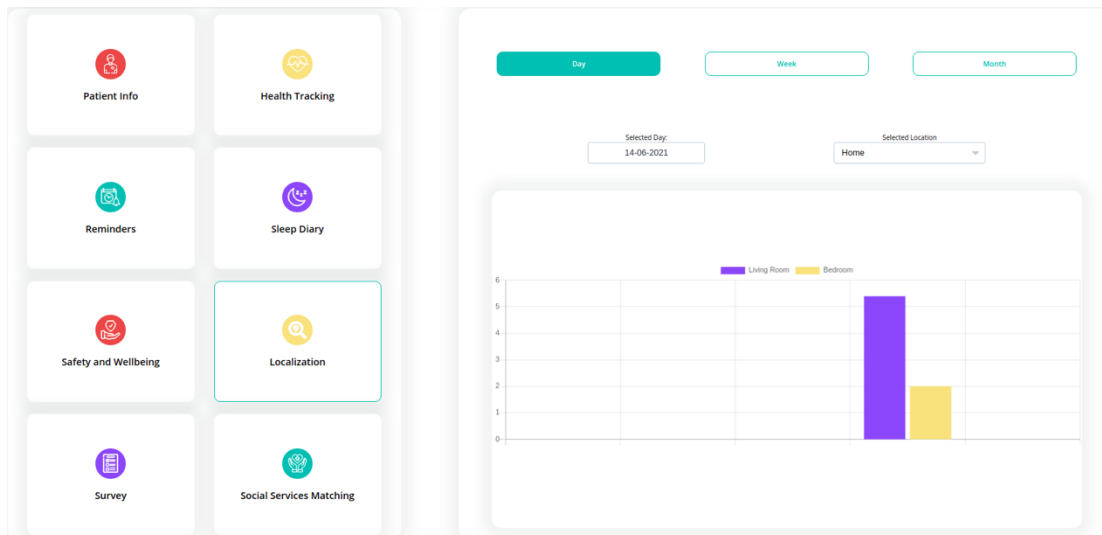 Patient Info
Health Tracking
Reminders
Sleep Diary
Safety and Wellbeing
Localization
Survey
Social Services Matching
Day
Week
Month
Selected Day:
14-06-2021
Selected Location
Home
Living Room
Bedroom
6
5
4
3
2
1
0